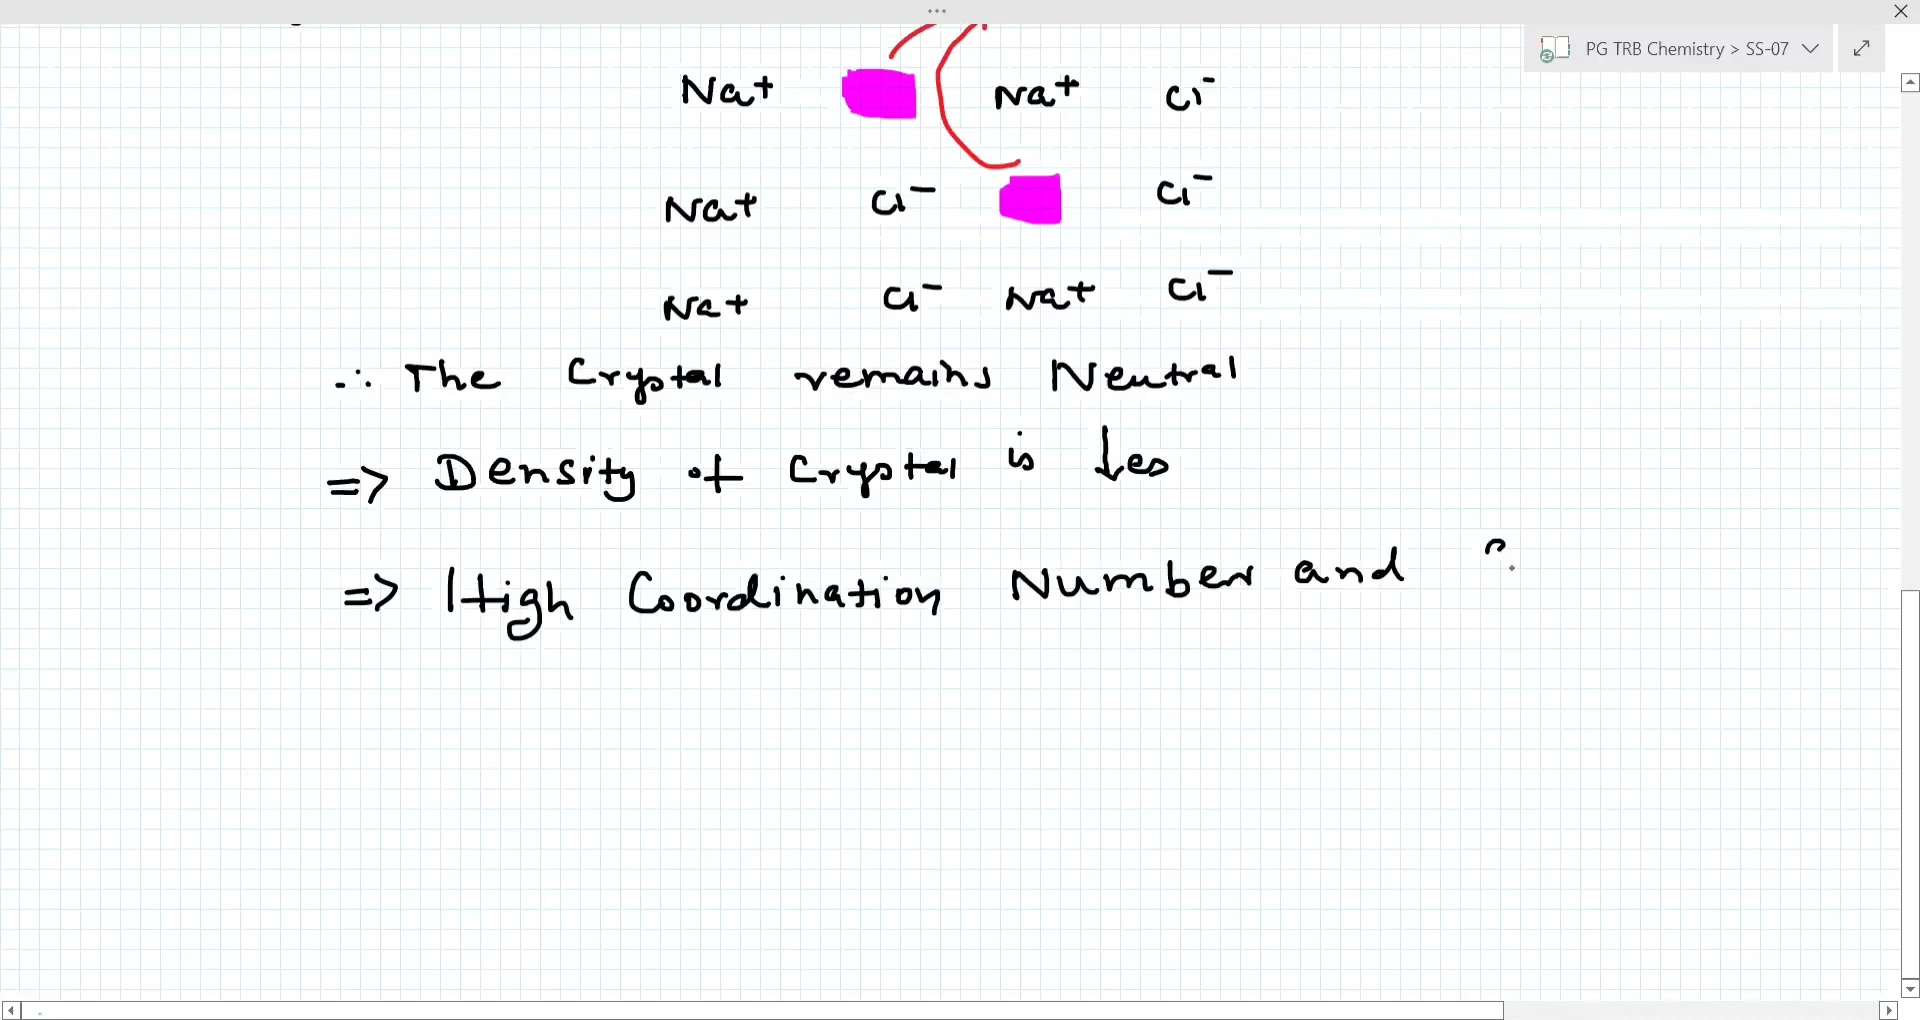 PG TRB Chemistry > SS-07
Na+ Na+ Cl-
Na+ Cl- Cl-
Na+ Cl- Na+ Cl-
∴ The Crystal remains Neutral
=> Density of Crystal is ↓es
=> High Coordination Number and